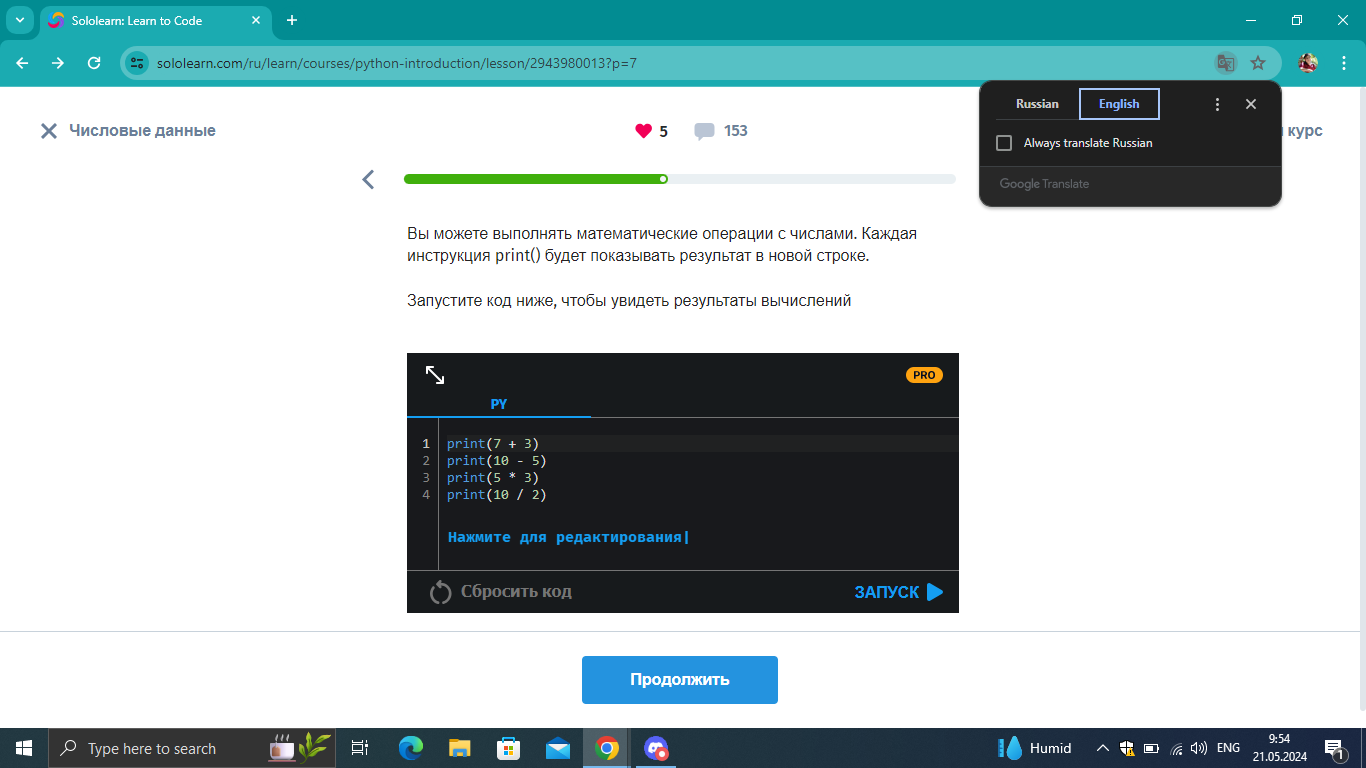 Sololearn: Learn to Code
sololearn.com/ru/learn/courses/python-introduction/lesson/2943980013?p=7
Russian
English
Always translate Russian
Google Translate
Числовые данные
5
153
курс
Вы можете выполнять математические операции с числами. Каждая
инструкция print() будет показывать результат в новой строке.
Запустите код ниже, чтобы увидеть результаты вычислений
PRO
PY
1 print(7 + 3)
2 print(10 - 5)
3 print(5 * 3)
4 print(10 / 2)
Нажмите для редактирования|
Сбросить код
ЗАПУСК
Продолжить
Type here to search
Humid
ENG
9:54
21.05.2024
1